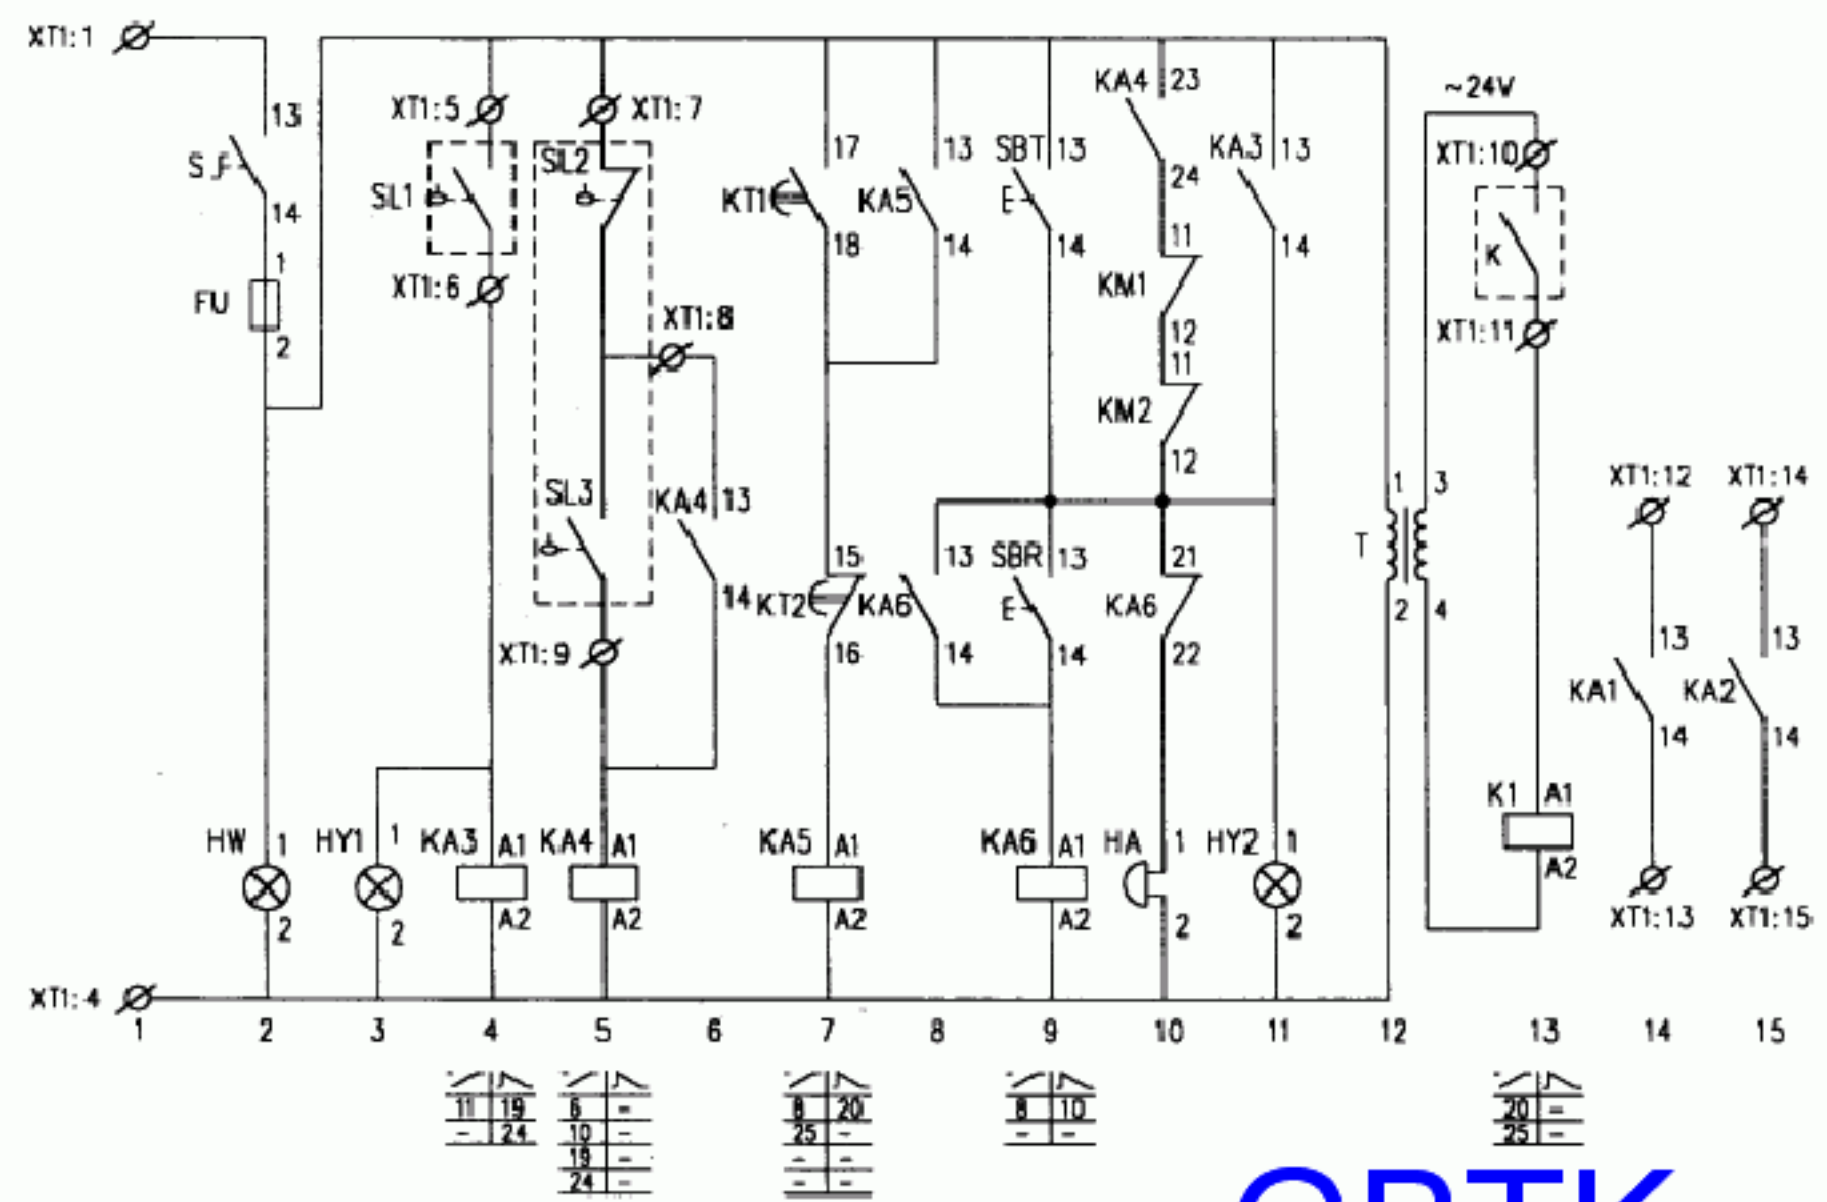 XT1:1
~24V
KA4 23
13
XT1:5 XT1:7
17 13 SBT 13 KA3 13 XT1:10
S
SL2
24
SL1 KT1 KA5
14 18 14 14 11 14 K
1
XT1:6 KM1
FU XT1:8 12 XT1:11
2 11
KM2
12
XT1:12 XT1:14
SL3 KA4 13 1 3
T
15 13 SBR 13 21
14 KT2 KA6 KA6 2 4
XT1:9 16 14 14 22 13 13
KA1 KA2
14 14
K1 A1
HW 1 HY1 1 KA3 A1 KA4 A1 KA5 A1 KA6 A1 HA 1 HY2 1
A2
2 2 A2 A2 A2 A2 2 2 XT1:13 XT1:15
XT1:4
1 2 3 4 5 6 7 8 9 10 11 12 13 14 15
11 19 6 - 8 20 8 10 20 -
- 24 10 - 25 - - - 25 -
19 - - -
24 - - -